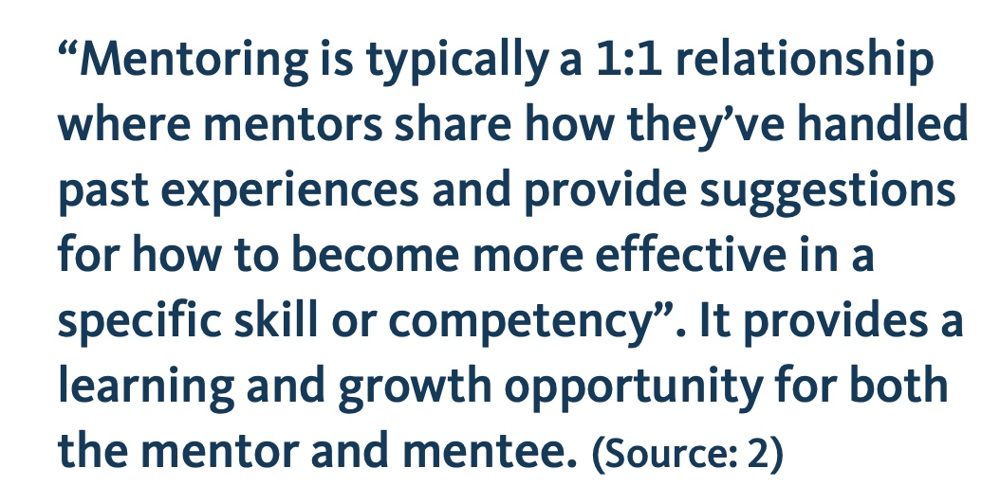 “Mentoring is typically a 1:1 relationship
where mentors share how they’ve handled
past experiences and provide suggestions
for how to become more effective in a
specific skill or competency”. It provides a
learning and growth opportunity for both
the mentor and mentee. (Source: 2)